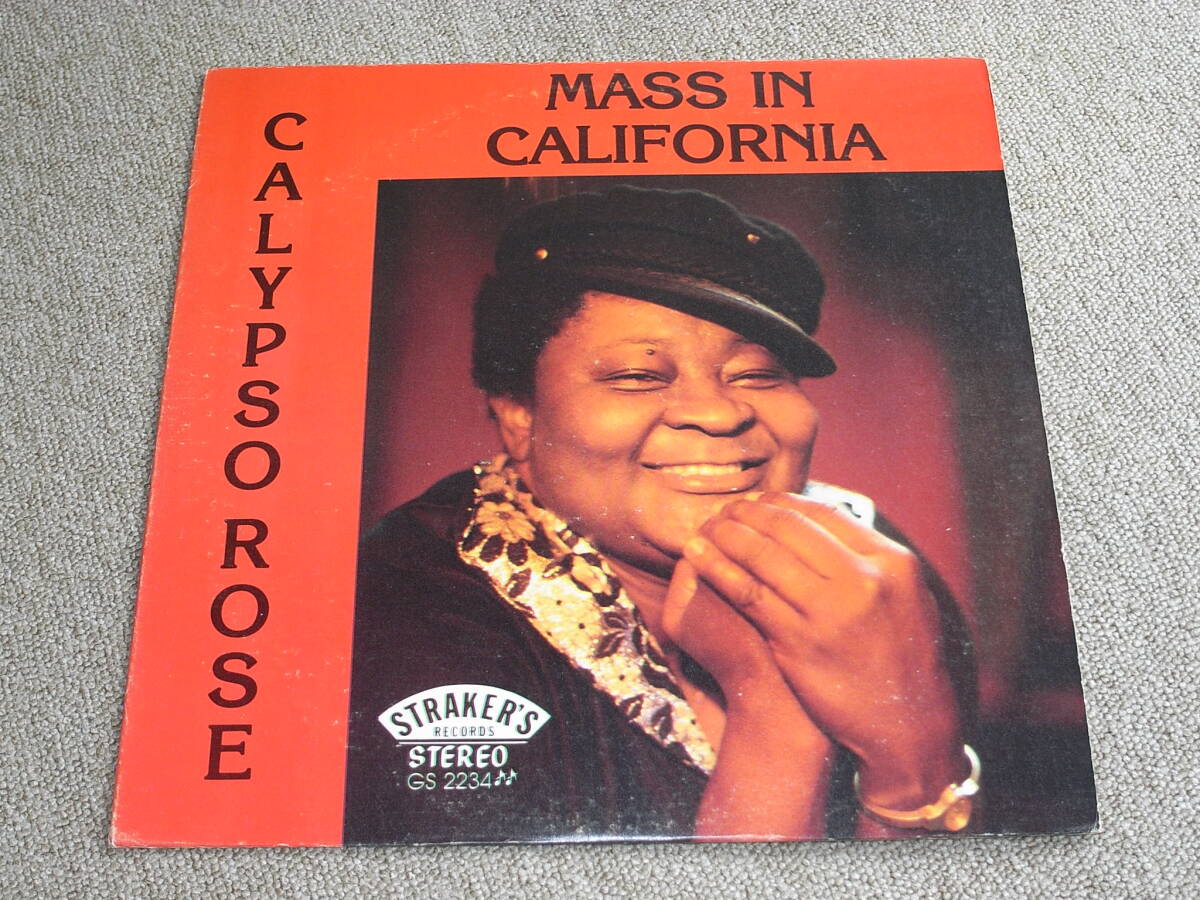 MASS IN
CALIFORNIA
CALYPSO ROSE
STRAKER'S
RECORDS
STEREO
GS 2234